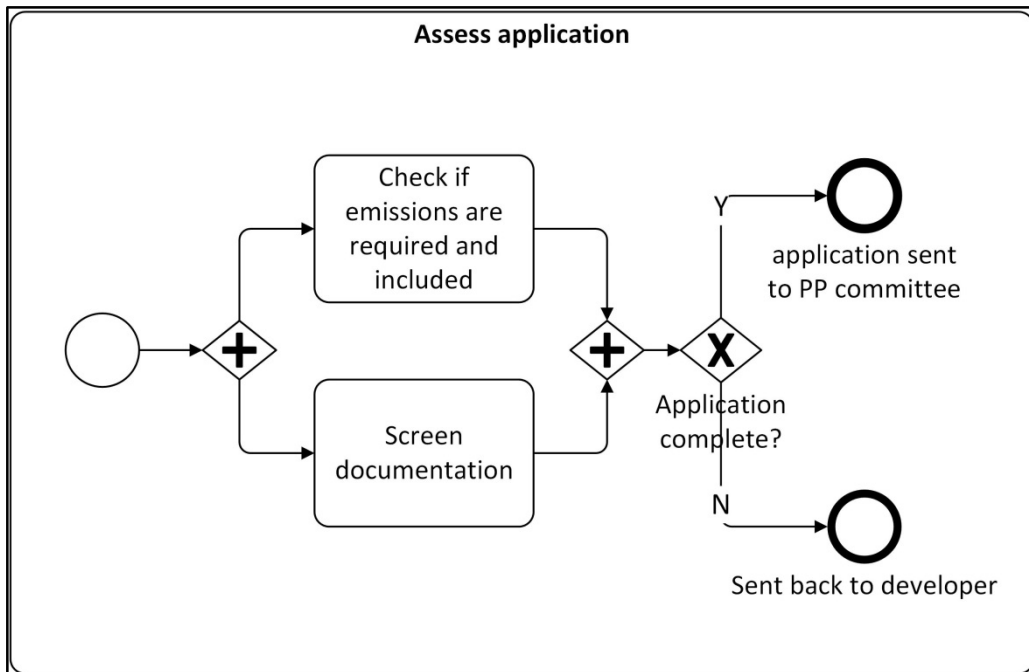 Assess application
Check if
emissions are
required and
included
Screen
documentation
Application
complete?
Y
application sent
to PP committee
N
Sent back to developer